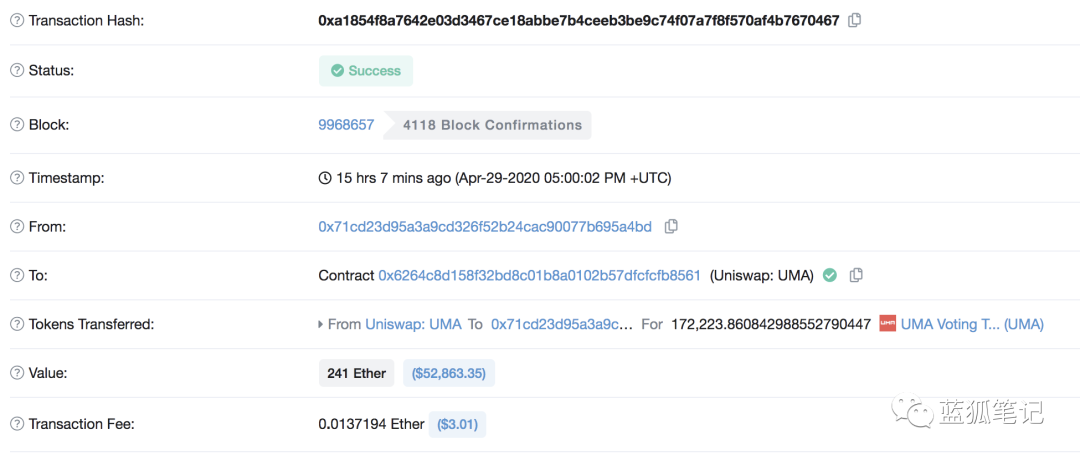 Transaction Hash: 0xa1854f8a7642e03d3467ce18abbe7b4ceeb3be9c74f07a7f8f570af4b7670467
Status: Success
Block: 9968657 4118 Block Confirmations
Timestamp: 15 hrs 7 mins ago (Apr-29-2020 05:00:02 PM +UTC)
From: 0x71cd23d95a3a9cd326f52b24cac90077b695a4bd
To: Contract 0x6264c8d158f32bd8c01b8a0102b57dfcfcfb8561 (Uniswap: UMA)
Tokens Transferred: From Uniswap: UMA To 0x71cd23d95a3a9c... For 172,223.860842988552790447 UMA UMA Voting T... (UMA)
Value: 241 Ether ($52,863.35)
Transaction Fee: 0.0137194 Ether ($3.01)
蓝狐笔记